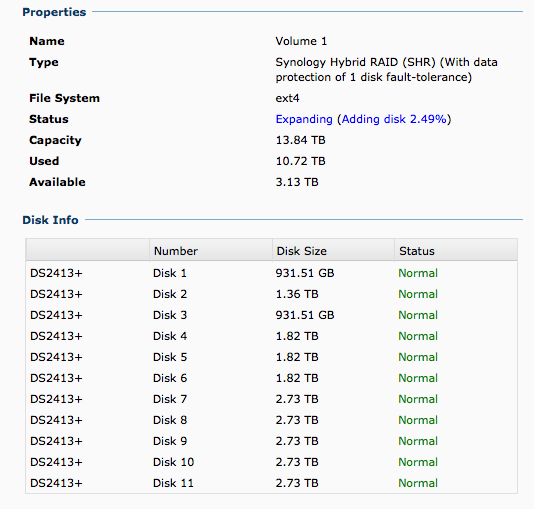 Properties
Name Volume 1
Type Synology Hybrid RAID (SHR) (With data
protection of 1 disk fault-tolerance)
File System ext4
Status Expanding (Adding disk 2.49%)
Capacity 13.84 TB
Used 10.72 TB
Available 3.13 TB
Disk Info
Number Disk Size Status
DS2413+ Disk 1 931.51 GB Normal
DS2413+ Disk 2 1.36 TB Normal
DS2413+ Disk 3 931.51 GB Normal
DS2413+ Disk 4 1.82 TB Normal
DS2413+ Disk 5 1.82 TB Normal
DS2413+ Disk 6 1.82 TB Normal
DS2413+ Disk 7 2.73 TB Normal
DS2413+ Disk 8 2.73 TB Normal
DS2413+ Disk 9 2.73 TB Normal
DS2413+ Disk 10 2.73 TB Normal
DS2413+ Disk 11 2.73 TB Normal